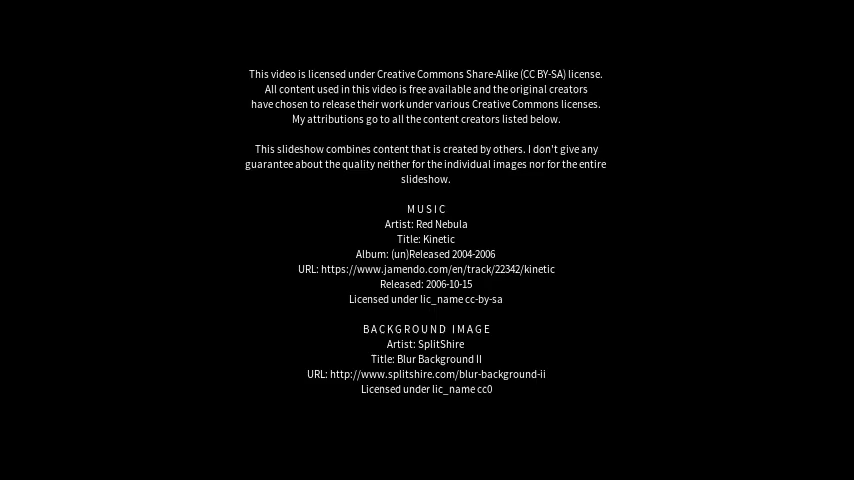 This video is licensed under Creative Commons Share-Alike (CC BY-SA) license.
All content used in this video is free available and the original creators
have chosen to release their work under various Creative Commons licenses.
My attributions go to all the content creators listed below.
This slideshow combines content that is created by others. I don't give any
guarantee about the quality neither for the individual images nor for the entire
slideshow.
MUSIC
Artist: Red Nebula
Title: Kinetic
Album: (un)Released 2004-2006
URL: https://www.jamendo.com/en/track/22342/kinetic
Released: 2006-10-15
Licensed under lic_name cc-by-sa
BACKGROUND IMAGE
Artist: SplitShire
Title: Blur Background II
URL: http://www.splitshire.com/blur-background-ii
Licensed under lic_name cc0